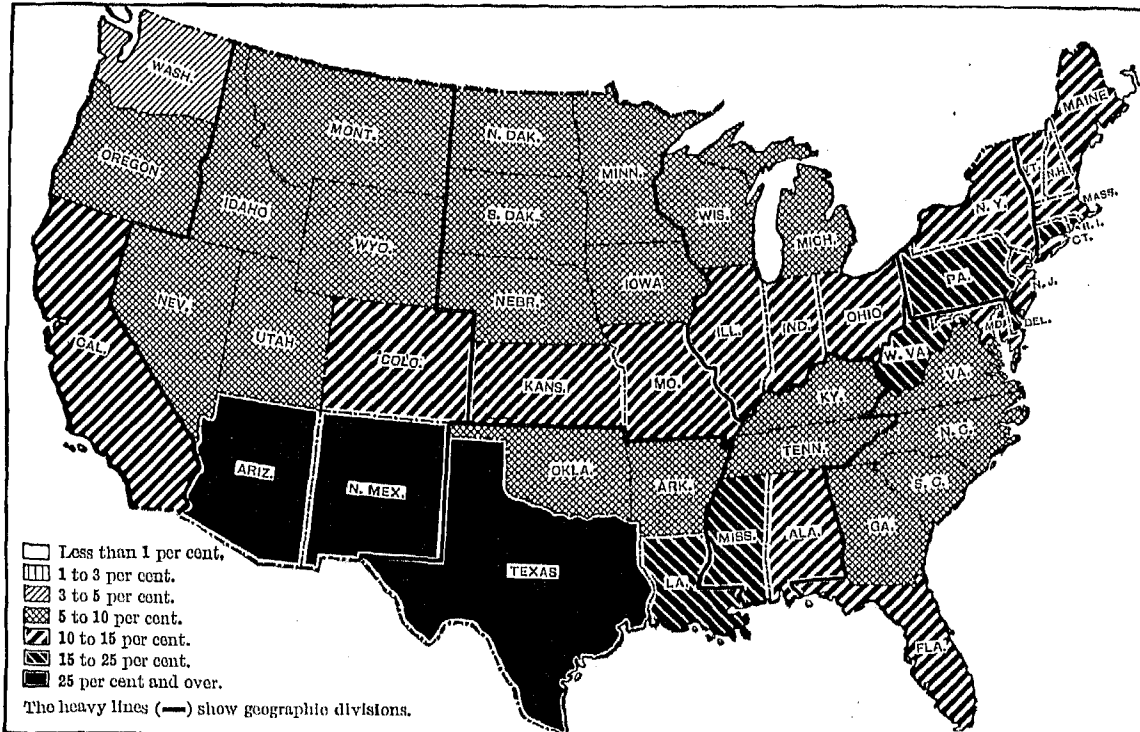 WASH.
OREGON
CAL.
IDAHO
NEV.
MONT.
WYO.
UTAH
COLO.
ARIZ.
N. MEX.
N. DAK.
S. DAK.
NEBR.
KANS.
OKLA.
TEXAS
MINN.
IOWA
MO.
ARK.
LA.
WIS.
MICH.
ILL.
IND.
OHIO
KY.
TENN.
MISS.
ALA.
GA.
FLA.
S. C.
N. C.
VA.
W. VA.
MD.
DEL.
PA.
N. J.
N. Y.
CT.
R. I.
MASS.
VT.
N.H.
MAINE
Less than 1 per cent.
1 to 3 per cent.
3 to 5 per cent.
5 to 10 per cent.
10 to 15 per cent.
15 to 25 per cent.
25 per cent and over.
The heavy lines (—) show geographic divisions.